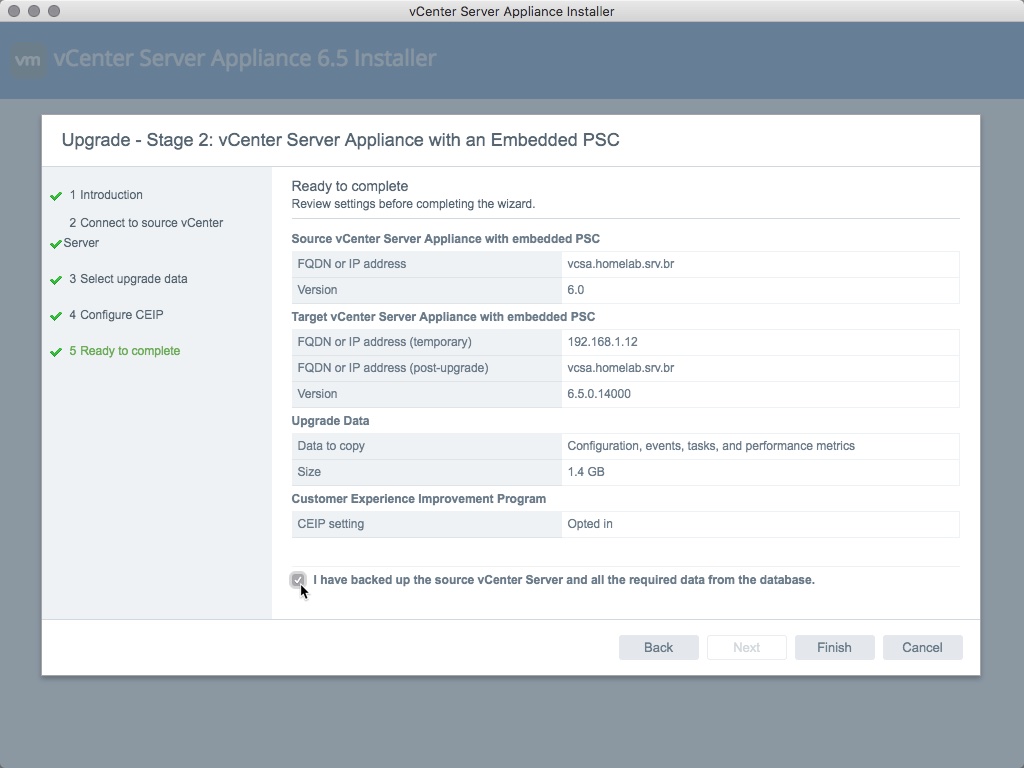 vCenter Server Appliance Installer
vm vCenter Server Appliance 6.5 Installer
Upgrade - Stage 2: vCenter Server Appliance with an Embedded PSC
1 Introduction
2 Connect to source vCenter
Server
3 Select upgrade data
4 Configure CEIP
5 Ready to complete
Ready to complete
Review settings before completing the wizard.
Source vCenter Server Appliance with embedded PSC
FQDN or IP address vcsa.homelab.srv.br
Version 6.0
Target vCenter Server Appliance with embedded PSC
FQDN or IP address (temporary) 192.168.1.12
FQDN or IP address (post-upgrade) vcsa.homelab.srv.br
Version 6.5.0.14000
Upgrade Data
Data to copy Configuration, events, tasks, and performance metrics
Size 1.4 GB
Customer Experience Improvement Program
CEIP setting Opted in
I have backed up the source vCenter Server and all the required data from the database.
Back Next Finish Cancel